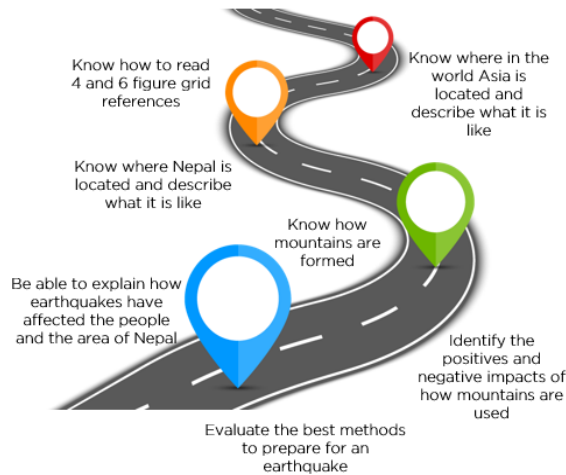 Know how to read
4 and 6 figure grid
references
Know where in the
world Asia is
located and
describe what it is
like
Know where Nepal is
located and describe
what it is like
Know how
mountains are
formed
Be able to explain how
earthquakes have
affected the people
and the area of Nepal
Identify the
positives and
negative impacts of
how mountains are
used
Evaluate the best methods
to prepare for an
earthquake